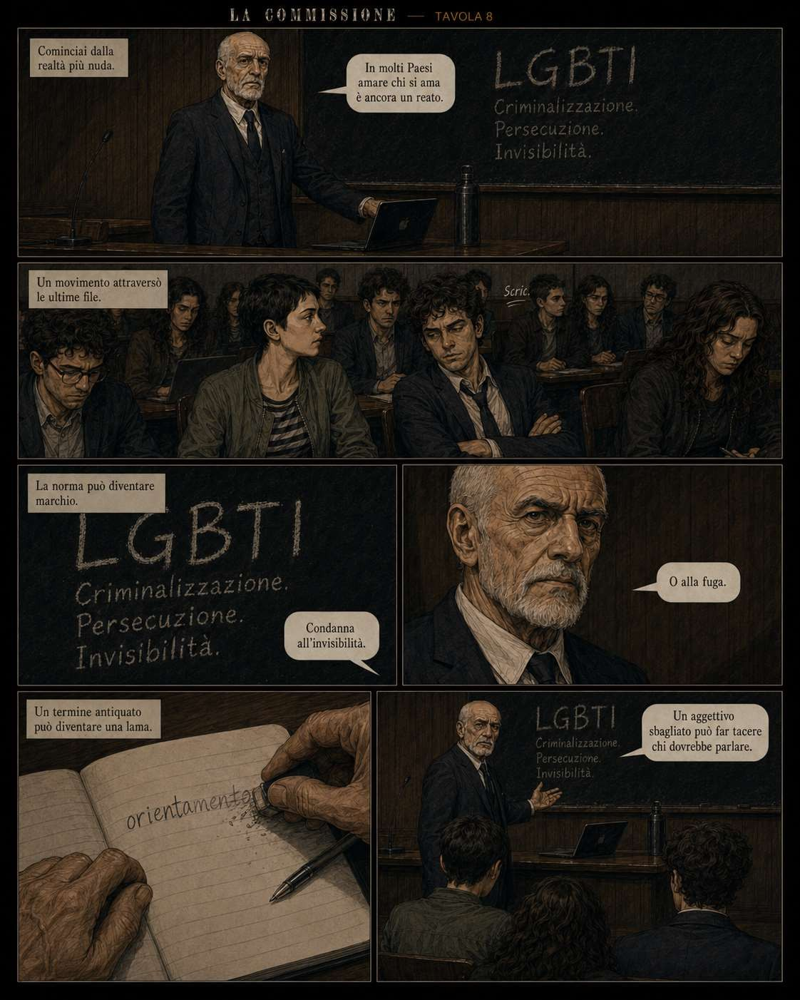 LA COMMISSIONE — TAVOLA 8
Cominciai dalla
realtà più nuda.
In molti Paesi
amare chi si ama
è ancora un reato.
LGBTI
Criminalizzazione.
Persecuzione.
Invisibilità.
Un movimento attraversò
le ultime file.
Scric.
La norma può diventare
marchio.
LGBTI
Criminalizzazione.
Persecuzione.
Invisibilità.
Condanna
all'invisibilità.
O alla fuga.
Un termine antiquato
può diventare una lama.
orientamento
LGBTI
Criminalizzazione.
Persecuzione.
Invisibilità.
Un aggettivo
sbagliato può far tacere
chi dovrebbe parlare.